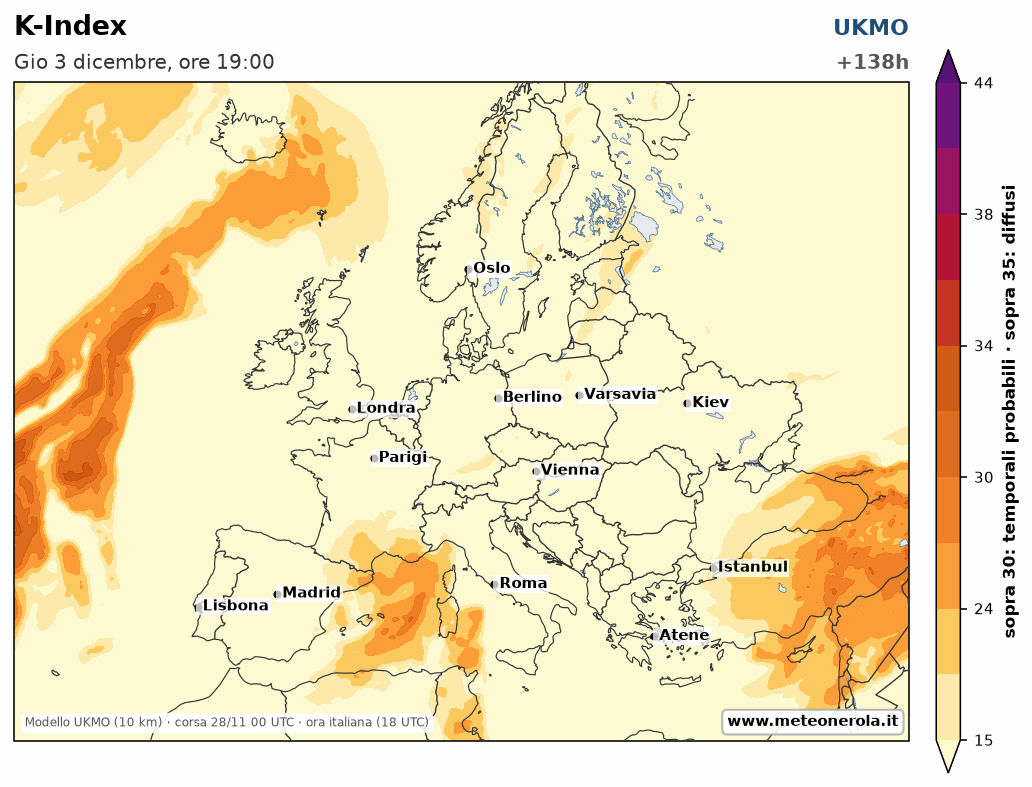 K-Index
UKMO
Gio 3 dicembre, ore 19:00
+138h
44
38
34
30
24
15
sopra 30: temporali probabili · sopra 35: diffusi
Oslo
Berlino
Varsavia
Kiev
Londra
Parigi
Vienna
Istanbul
Roma
Madrid
Lisbona
Atene
Modello UKMO (10 km) · corsa 28/11 00 UTC · ora italiana (18 UTC)
www.meteonerola.it